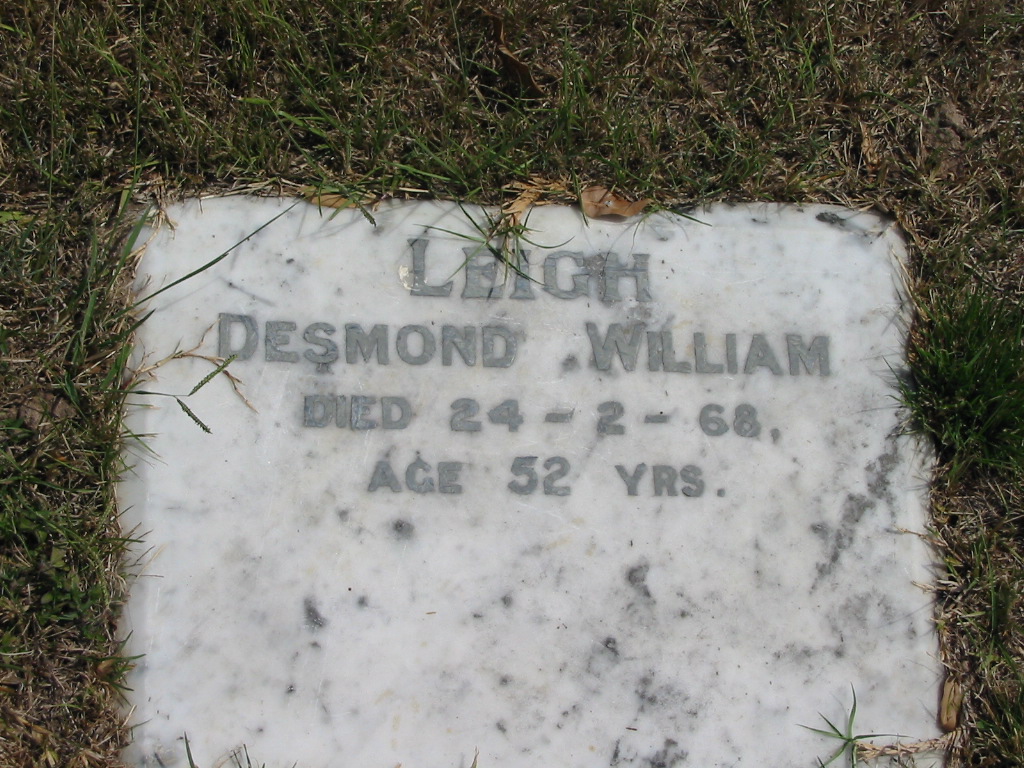 LEIGH
DESMOND WILLIAM
DIED 24 - 2 - 68,
AGE 52 YRS.